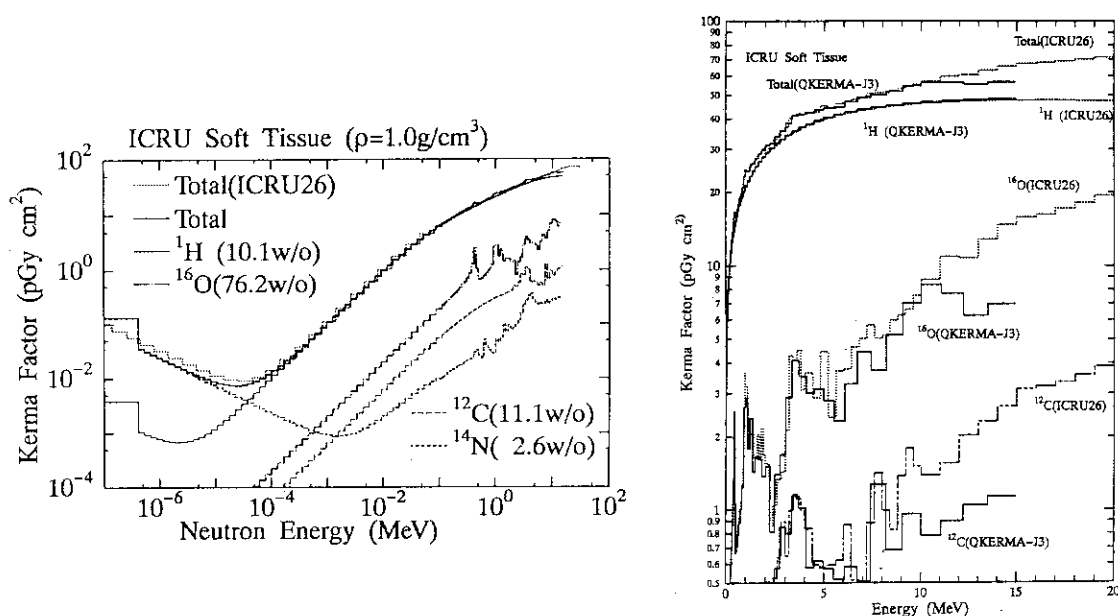 ICRU Soft Tissue (ρ=1.0g/cm³)
10²
10⁰
10⁻²
10⁻⁴
Kerma Factor (pGy cm²)
Total(ICRU26)
Total
¹H (10.1w/o)
¹⁶O(76.2w/o)
¹²C(11.1w/o)
¹⁴N( 2.6w/o)
10⁻⁶
10⁻⁴
10⁻²
10⁰
10²
Neutron Energy (MeV)
100
90
80
70
60
50
40
30
20
10
9
8
7
6
5
4
3
2
1
0.9
0.8
0.7
0.6
0.5
Kerma Factor (pGy cm²)
ICRU Soft Tissue
Total(ICRU26)
Total(QKERMA-J3)
¹H (ICRU26)
¹H (QKERMA-J3)
¹⁶O(ICRU26)
¹⁶O(QKERMA-J3)
¹²C(ICRU26)
¹²C(QKERMA-J3)
0
5
10
15
20
Energy (MeV)